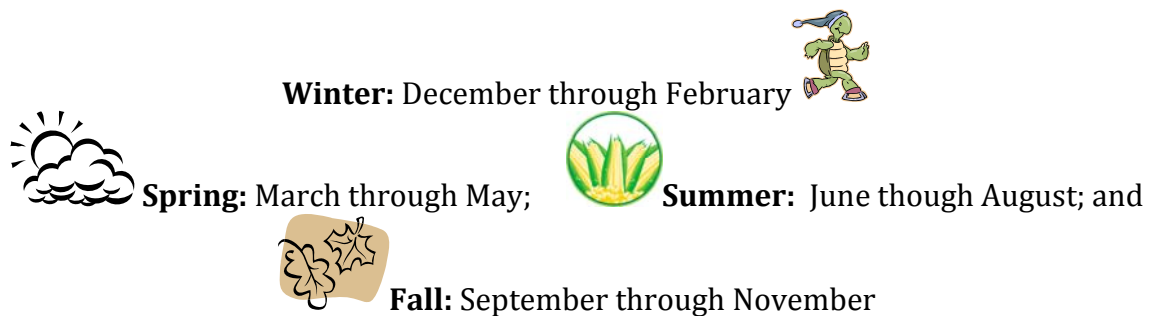 Winter: December through February
Spring: March through May; Summer: June though August; and
Fall: September through November